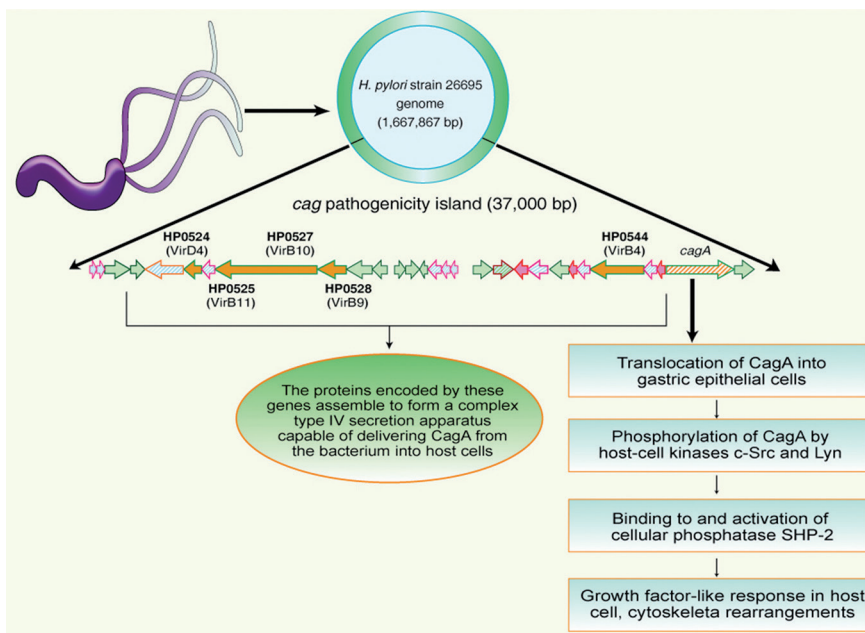 H. pylori strain 26695
genome
(1,667,867 bp)
cag pathogenicity island (37,000 bp)
HP0524
(VirD4)
HP0527
(VirB10)
HP0544
(VirB4)
cagA
HP0525
(VirB11)
HP0528
(VirB9)
The proteins encoded by these
genes assemble to form a complex
type IV secretion apparatus
capable of delivering CagA from
the bacterium into host cells
Translocation of CagA into
gastric epithelial cells
Phosphorylation of CagA by
host-cell kinases c-Src and Lyn
Binding to and activation of
cellular phosphatase SHP-2
Growth factor-like response in host
cell, cytoskeleta rearrangements